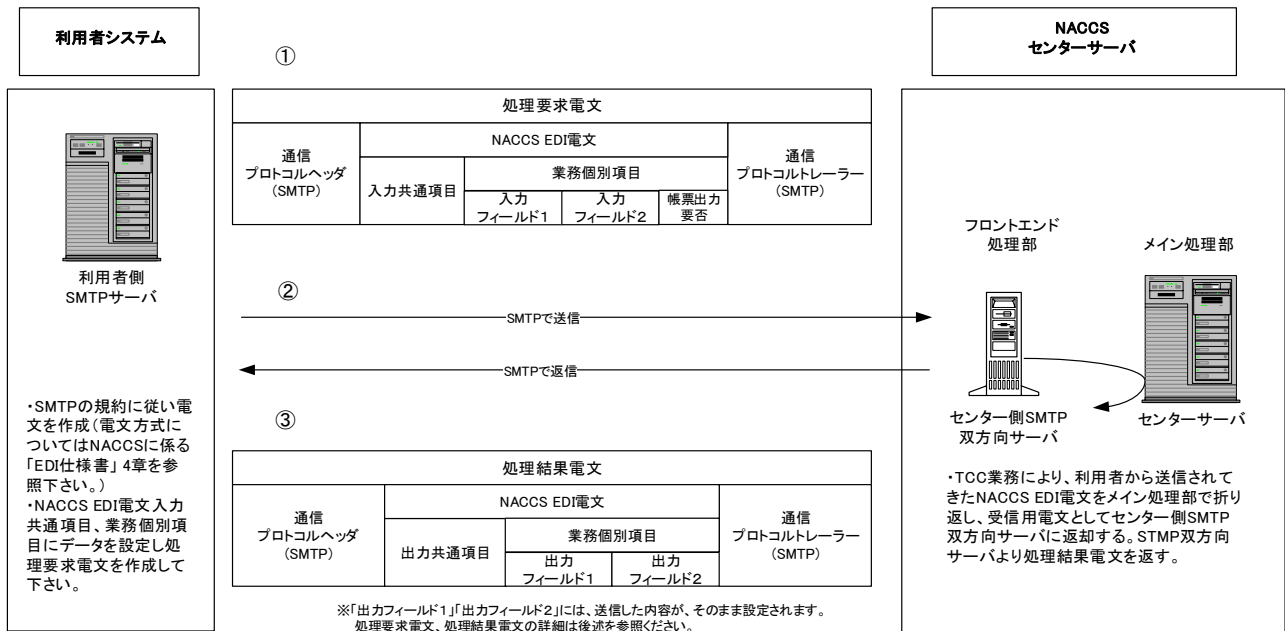 利用者システム
NACCS
センターサーバ
①
処理要求電文
通信
プロトコルヘッダ
(SMTP)
NACCS EDI電文
入力共通項目
業務個別項目
入力
フィールド1
入力
フィールド2
帳票出力
要否
通信
プロトコルトレーラー
(SMTP)
利用者側
SMTPサーバ
②
SMTPで送信
SMTPで返信
フロントエンド
処理部
メイン処理部
センター側SMTP
双方向サーバ
センターサーバ
・SMTPの規約に従い電
文を作成(電文方式に
ついてはNACCSに係る
「EDI仕様書」 4章を参
照下さい。)
・NACCS EDI電文入力
共通項目、業務個別項
目にデータを設定し処
理要求電文を作成して
下さい。
③
処理結果電文
通信
プロトコルヘッダ
(SMTP)
NACCS EDI電文
出力共通項目
業務個別項目
出力
フィールド1
出力
フィールド2
通信
プロトコルトレーラー
(SMTP)
・TCC業務により、利用者から送信されて
きたNACCS EDI電文をメイン処理部で折り
返し、受信用電文としてセンター側SMTP
双方向サーバに返却する。STMP双方向
サーバより処理結果電文を返す。
※「出力フィールド1」「出力フィールド2」には、送信した内容が、そのまま設定されます。
処理要求電文、処理結果電文の詳細は後述を参照ください。